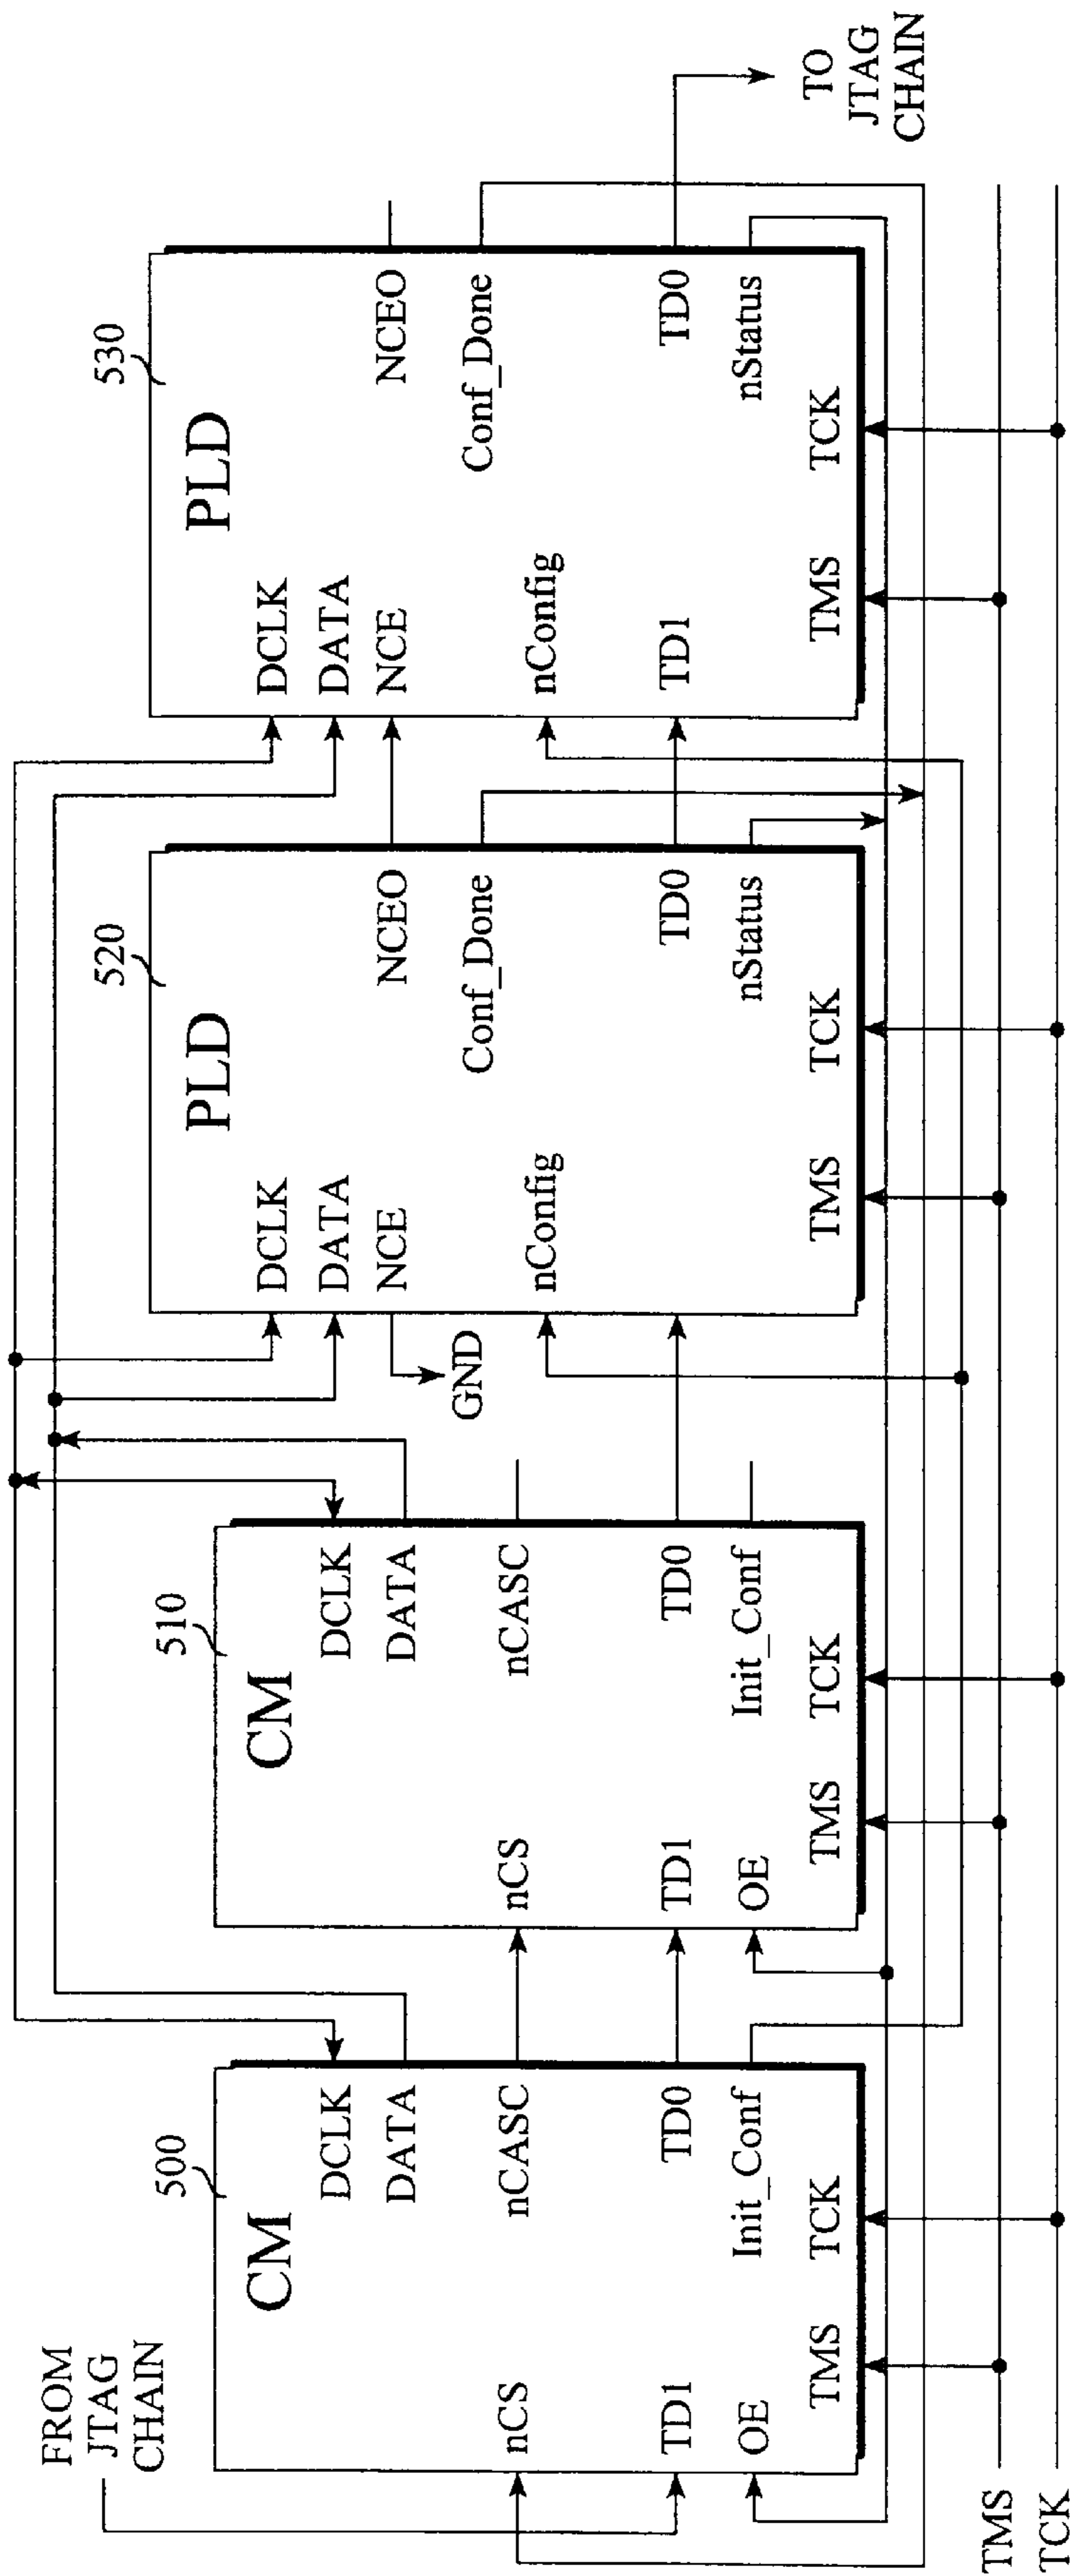 FROM
JTAG
CHAIN
500
CM
DCLK
DATA
nCS
nCASC
TD1
TD0
OE
Init_Conf
TMS
TCK
510
CM
DCLK
DATA
nCS
nCASC
TD1
TD0
OE
Init_Conf
TMS
TCK
GND
520
PLD
DCLK
DATA
NCE
NCEO
Conf_Done
nConfig
TD0
nStatus
TMS
TCK
530
PLD
DCLK
DATA
NCE
NCEO
Conf_Done
nConfig
TD1
TD0
nStatus
TMS
TCK
TO
JTAG
CHAIN
TMS
TCK